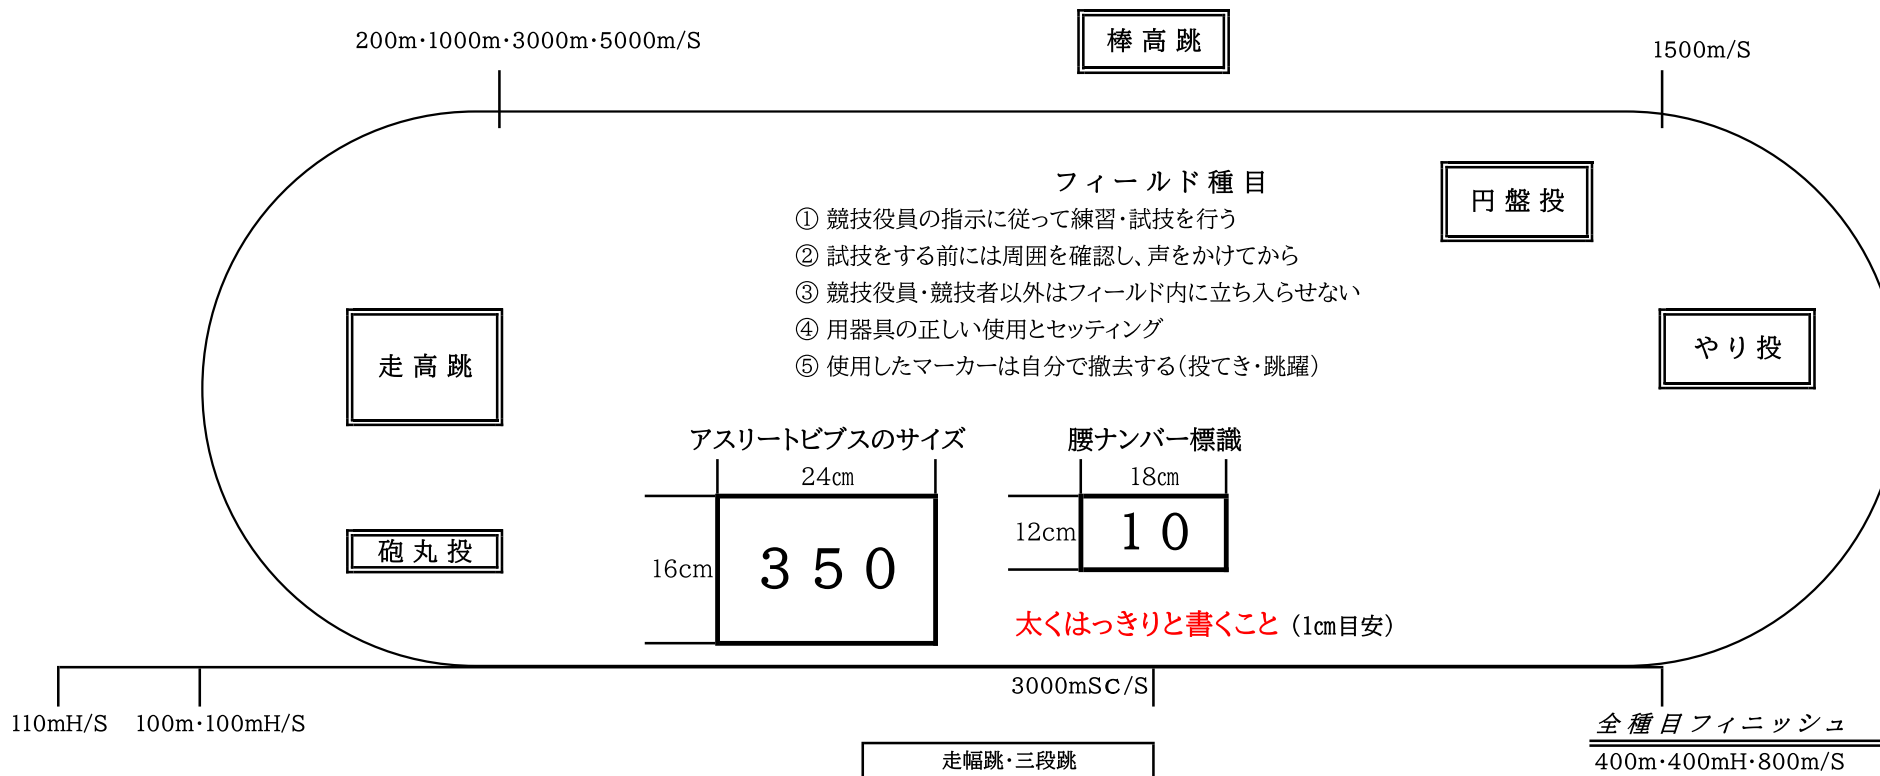 棒高跳
200m·1000m·3000m·5000m/S
1500m/S
フィールド種目
円盤投
① 競技役員の指示に従って練習·試技を行う
② 試技をする前には周囲を確認し、声をかけてから
③ 競技役員·競技者以外はフィールド内に立ち入らせない
④ 用器具の正しい使用とセッティング
⑤ 使用したマーカーは自分で撤去する(投てき·跳躍)
やり投
走高跳
アスリートビブスのサイズ
腰ナンバー標識
24㎝
18㎝
16cm
３５０
12cm
１０
砲丸投
太くはっきりと書くこと (1㎝目安)
3000mSC/S
110mH/S
100m·100mH/S
全種目フィニッシュ
400m·400mH·800m/S
走幅跳·三段跳